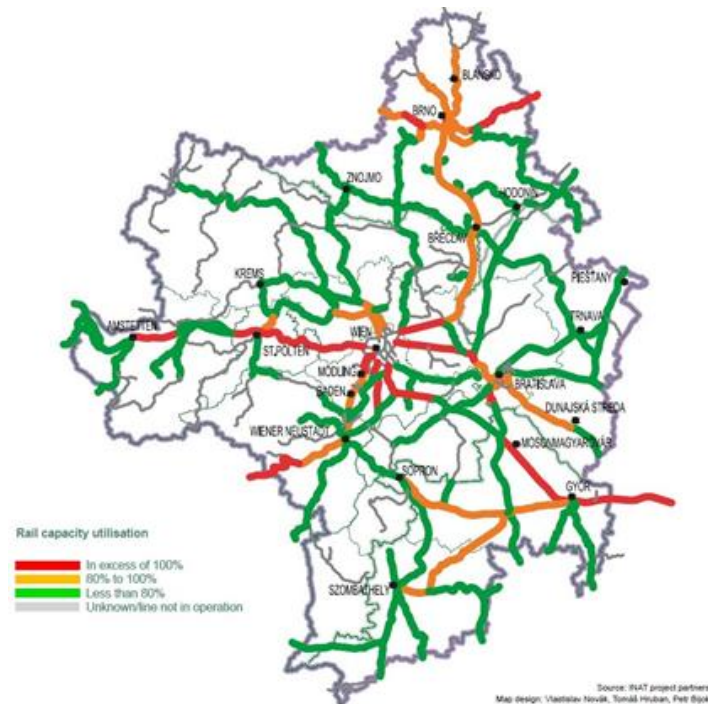 BLANSKO
BRNO
ZNOJMO
HODONÍN
BŘECLAV
KREMS
PIEŠŤANY
TRNAVA
AMSTETTEN
WIEN
ST.PÖLTEN
MÖDLING
BRATISLAVA
BADEN
DUNAJSKÁ STREDA
WIENER NEUSTADT
MOSONMAGYARÓVÁR
SOPRON
GYŐR
Rail capacity utilisation
In excess of 100%
80% to 100%
Less than 80%
Unknown/line not in operation
SZOMBATHELY
Source: INAT project partners
Map design: Vlastislav Novák, Tomáš Hruban, Petr